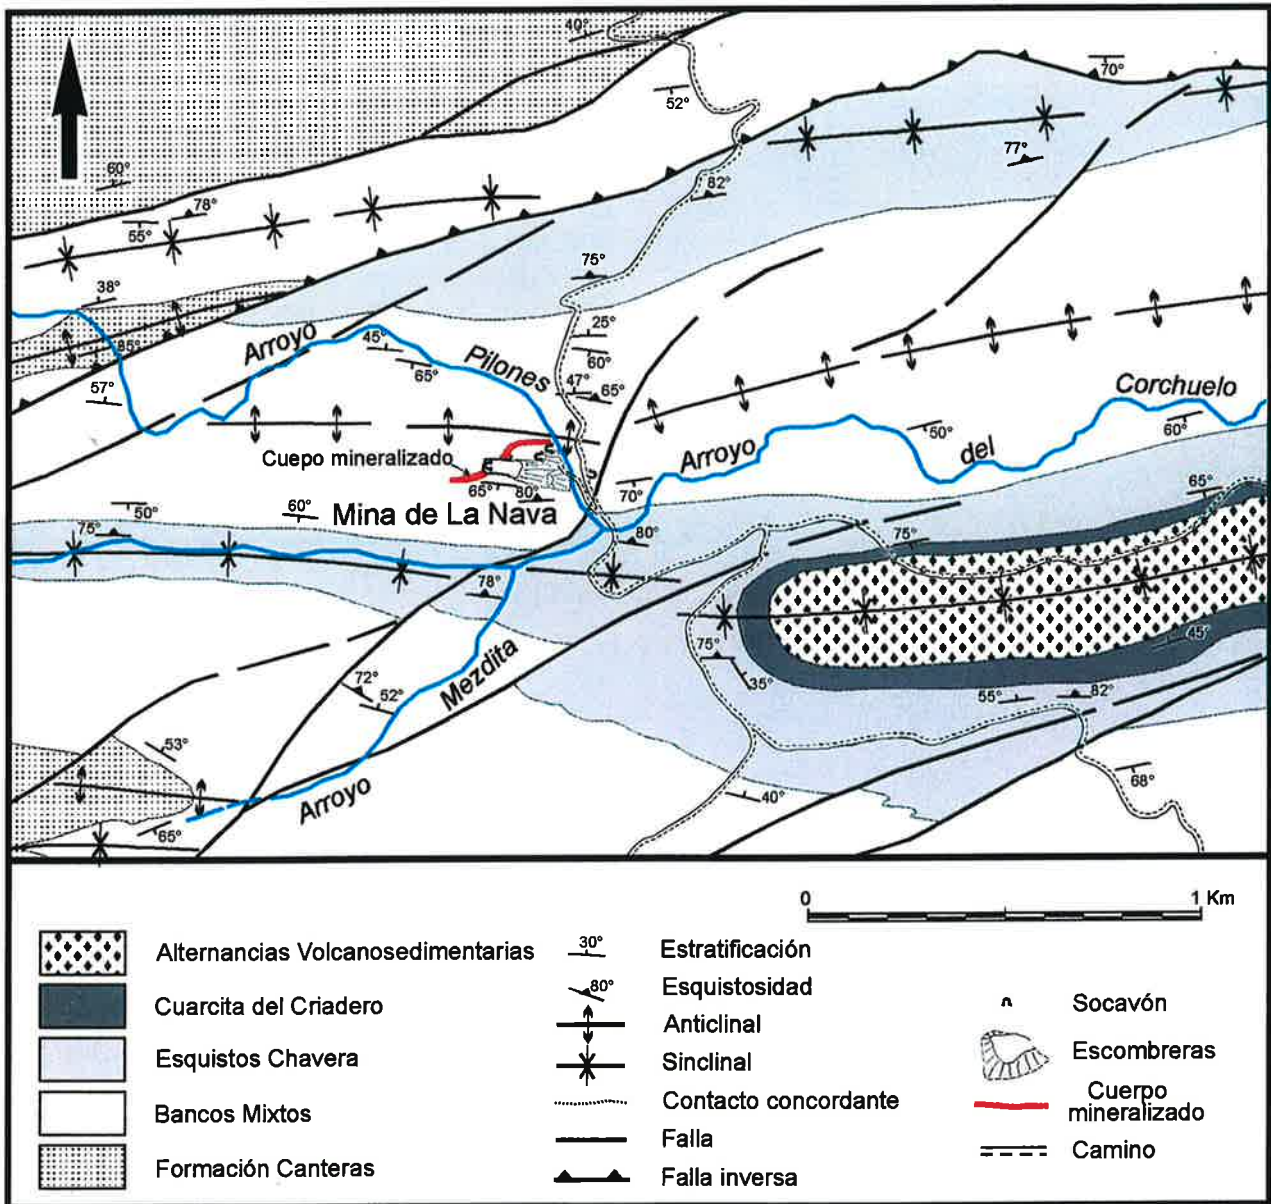 40°
70°
52°
77°
60°
78°
55°
82°
75°
38°
Arroyo
45°
Pilones
25°
60°
85°
65°
57°
47°
65°
Corchuelo
Arroyo
50°
del
60°
Cuepo mineralizado
65°
80°
70°
65°
50°
60°
Mina de La Nava
75°
80°
75°
78°
Mezdita
75°
45°
72°
35°
52°
55°
82°
53°
68°
Arroyo
40°
65°
0
1 Km
Alternancias Volcanosedimentarias
Cuarcita del Criadero
Esquistos Chavera
Bancos Mixtos
Formación Canteras
30°
Estratificación
80°
Esquistosidad
Anticlinal
Sinclinal
Contacto concordante
Falla
Falla inversa
Socavón
Escombreras
Cuerpo
mineralizado
Camino